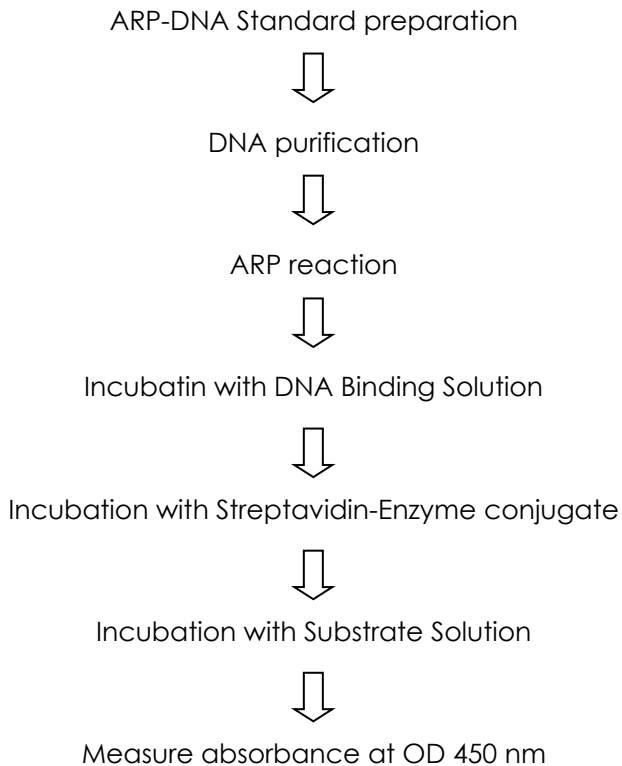 ARP-DNA Standard preparation
DNA purification
ARP reaction
Incubatin with DNA Binding Solution
Incubation with Streptavidin-Enzyme conjugate
Incubation with Substrate Solution
Measure absorbance at OD 450 nm